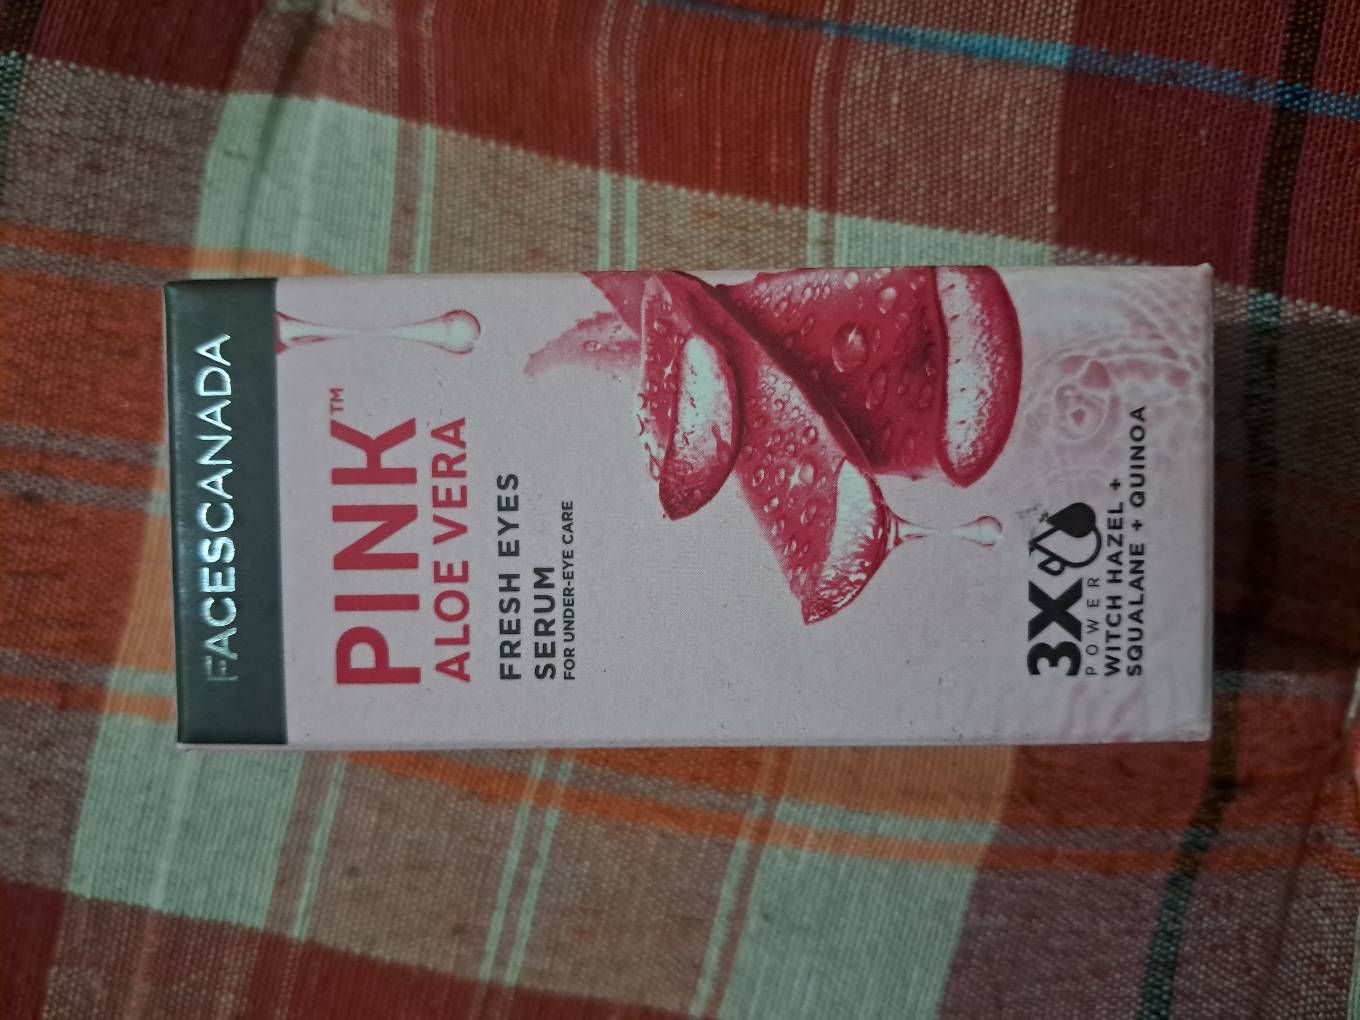 FACESCANADA
PINK™
ALOE VERA
FRESH EYES
SERUM
FOR UNDER-EYE CARE
3X
POWER
WITCH HAZEL +
SQUALANE + QUINOA